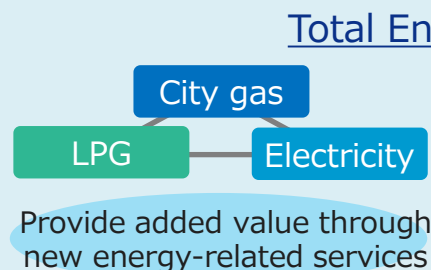 Total En
City gas
LPG Electricity
Provide added value through
new energy-related services